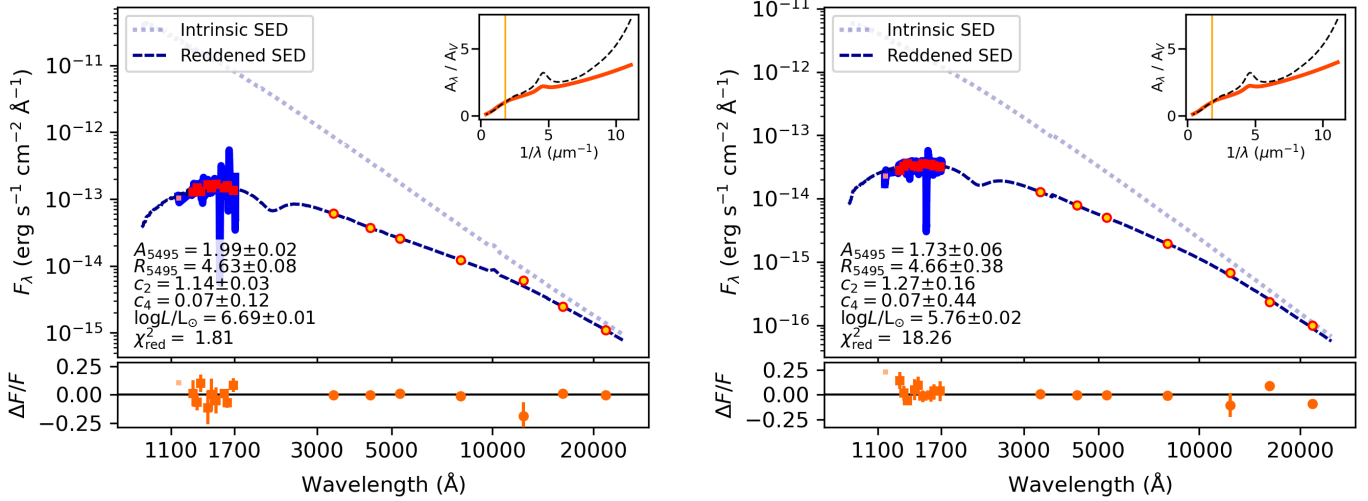 Intrinsic SED
Reddened SED
F_λ (erg s⁻¹ cm⁻² Å⁻¹)
10⁻¹¹
10⁻¹²
10⁻¹³
10⁻¹⁴
10⁻¹⁵
A_λ / A_V
5
0
0 5 10
1/λ (μm⁻¹)
A₅₄₉₅ = 1.99±0.02
R₅₄₉₅ = 4.63±0.08
c₂ = 1.14±0.03
c₄ = 0.07±0.12
logL/L_⊙ = 6.69±0.01
χ²_red = 1.81
ΔF/F
0.25
0.00
−0.25
1100 1700 3000 5000 10000 20000
Wavelength (Å)
Intrinsic SED
Reddened SED
F_λ (erg s⁻¹ cm⁻² Å⁻¹)
10⁻¹¹
10⁻¹²
10⁻¹³
10⁻¹⁴
10⁻¹⁵
10⁻¹⁶
A_λ / A_V
5
0
0 5 10
1/λ (μm⁻¹)
A₅₄₉₅ = 1.73±0.06
R₅₄₉₅ = 4.66±0.38
c₂ = 1.27±0.16
c₄ = 0.07±0.44
logL/L_⊙ = 5.76±0.02
χ²_red = 18.26
ΔF/F
0.25
0.00
−0.25
1100 1700 3000 5000 10000 20000
Wavelength (Å)